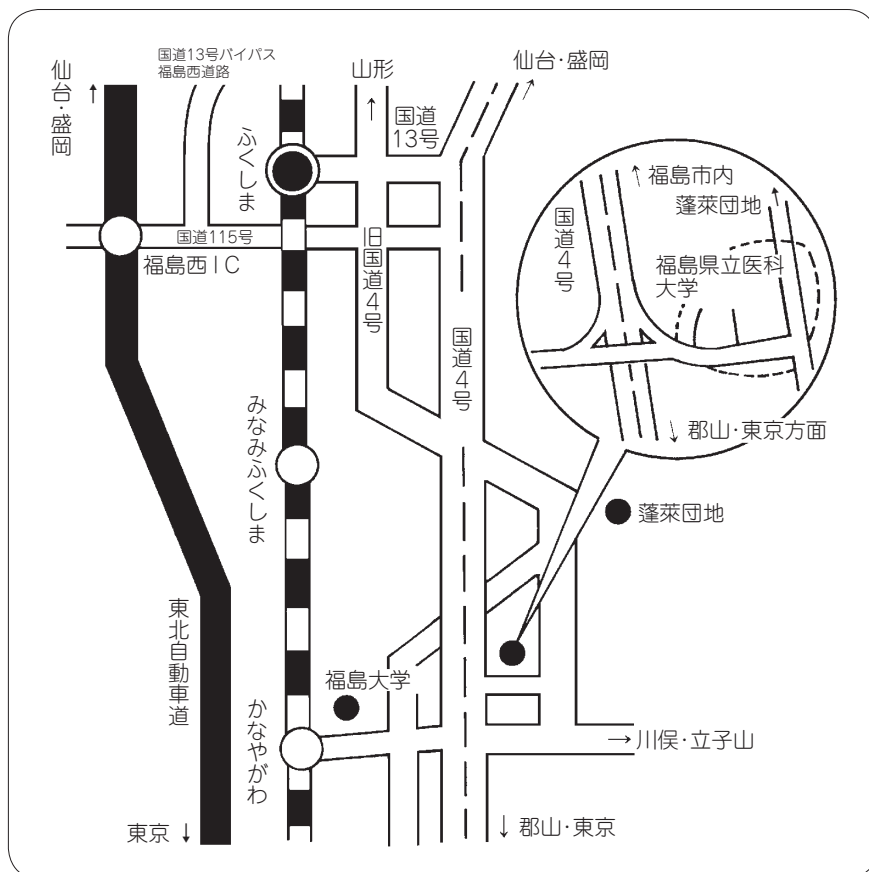 国道13号バイパス
福島西道路
仙台･盛岡
山形
仙台･盛岡
国道
13号
ふくしま
福島市内
蓬萊団地
国道4号
福島県立医科
大学
国道115号
福島西IC
旧国道4号
国道4号
郡山･東京方面
みなみふくしま
蓬萊団地
東北自動車道
福島大学
かなやがわ
川俣･立子山
東京
郡山･東京